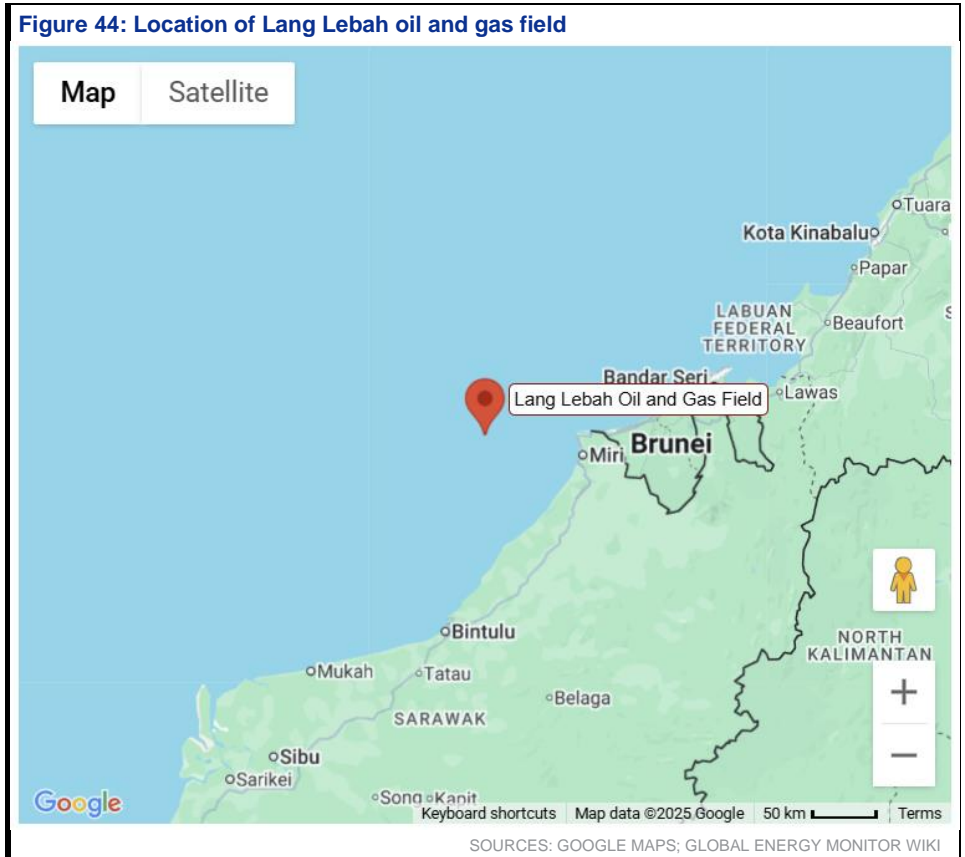 Figure 44: Location of Lang Lebah oil and gas field
Map Satellite
Tuara
Kota Kinabalu
Papar
LABUAN
FEDERAL
TERRITORY
Beaufort
Bandar Seri
Lang Lebah Oil and Gas Field
Lawas
Miri
Brunei
Bintulu
NORTH
KALIMANTAN
Mukah
Tatau
Belaga
SARAWAK
Sibu
Sarikei
Song
Kapit
Google
Keyboard shortcuts Map data ©2025 Google 50 km Terms
SOURCES: GOOGLE MAPS; GLOBAL ENERGY MONITOR WIKI